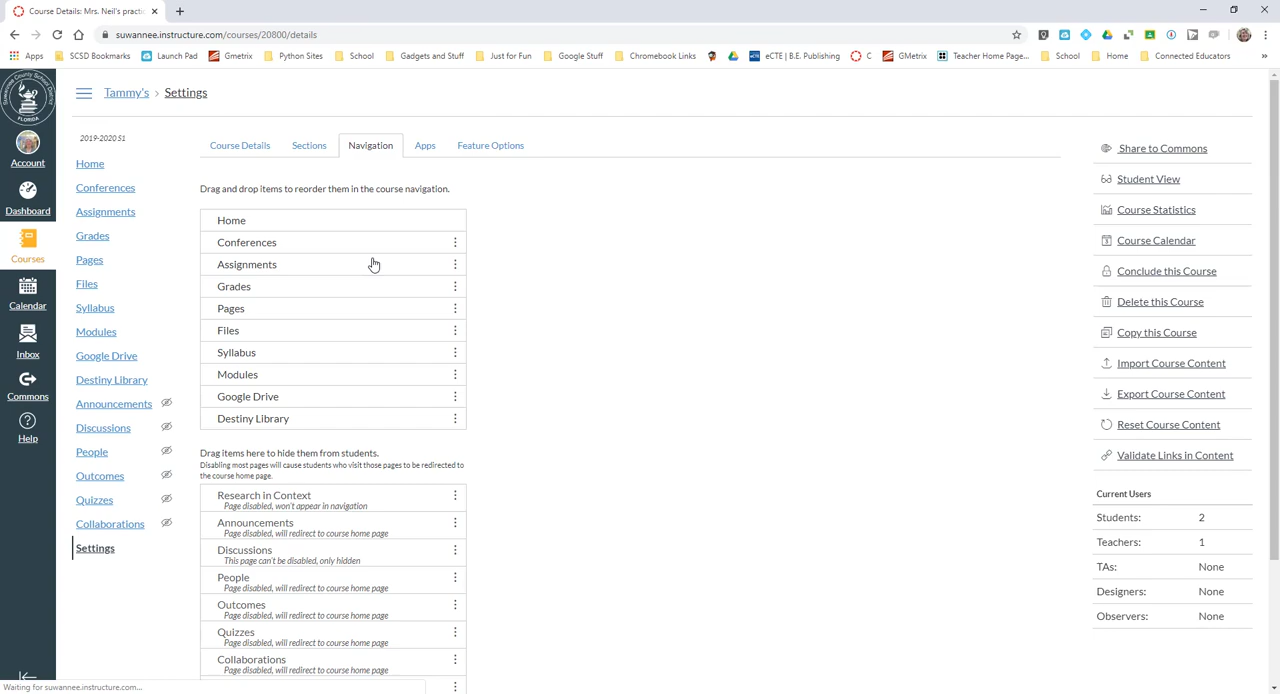 Course Details: Mrs. Neil's practi
suwannee.instructure.com/courses/20800/details
Apps
SCSD Bookmarks
Launch Pad
Gmetrix
Python Sites
School
Gadgets and Stuff
Just for Fun
Google Stuff
Chromebook Links
eCTE | B.E. Publishing
C
GMetrix
Teacher Home Page...
School
Home
Connected Educators
Account
Dashboard
Courses
Calendar
Inbox
Commons
Help
Tammy's > Settings
2019-2020 S1
Home
Conferences
Assignments
Grades
Pages
Files
Syllabus
Modules
Google Drive
Destiny Library
Announcements
Discussions
People
Outcomes
Quizzes
Collaborations
Settings
Course Details
Sections
Navigation
Apps
Feature Options
Drag and drop items to reorder them in the course navigation.
Home
Conferences
Assignments
Grades
Pages
Files
Syllabus
Modules
Google Drive
Destiny Library
Drag items here to hide them from students.
Disabling most pages will cause students who visit those pages to be redirected to
the course home page.
Research in Context
Page disabled, won't appear in navigation
Announcements
Page disabled, will redirect to course home page
Discussions
This page can't be disabled, only hidden
People
Page disabled, will redirect to course home page
Outcomes
Page disabled, will redirect to course home page
Quizzes
Page disabled, will redirect to course home page
Collaborations
Page disabled, will redirect to course home page
Share to Commons
Student View
Course Statistics
Course Calendar
Conclude this Course
Delete this Course
Copy this Course
Import Course Content
Export Course Content
Reset Course Content
Validate Links in Content
Current Users
Students: 2
Teachers: 1
TAs: None
Designers: None
Observers: None
Waiting for suwannee.instructure.com...